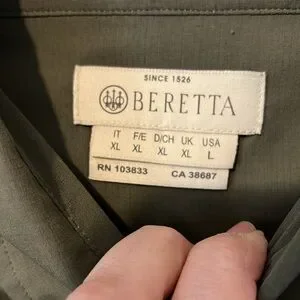 SINCE 1526
BERETTA
IT F/E D/CH UK USA
XL XL XL XL L
RN 103833 CA 38687